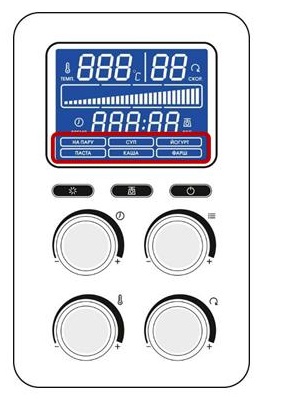 888 °C 88
ТЕМП. СКОР.
888:88
НА ПАРУ СУП ЙОГУРТ
ПАСТА КАША ФАРШ
- + - +
- + - +